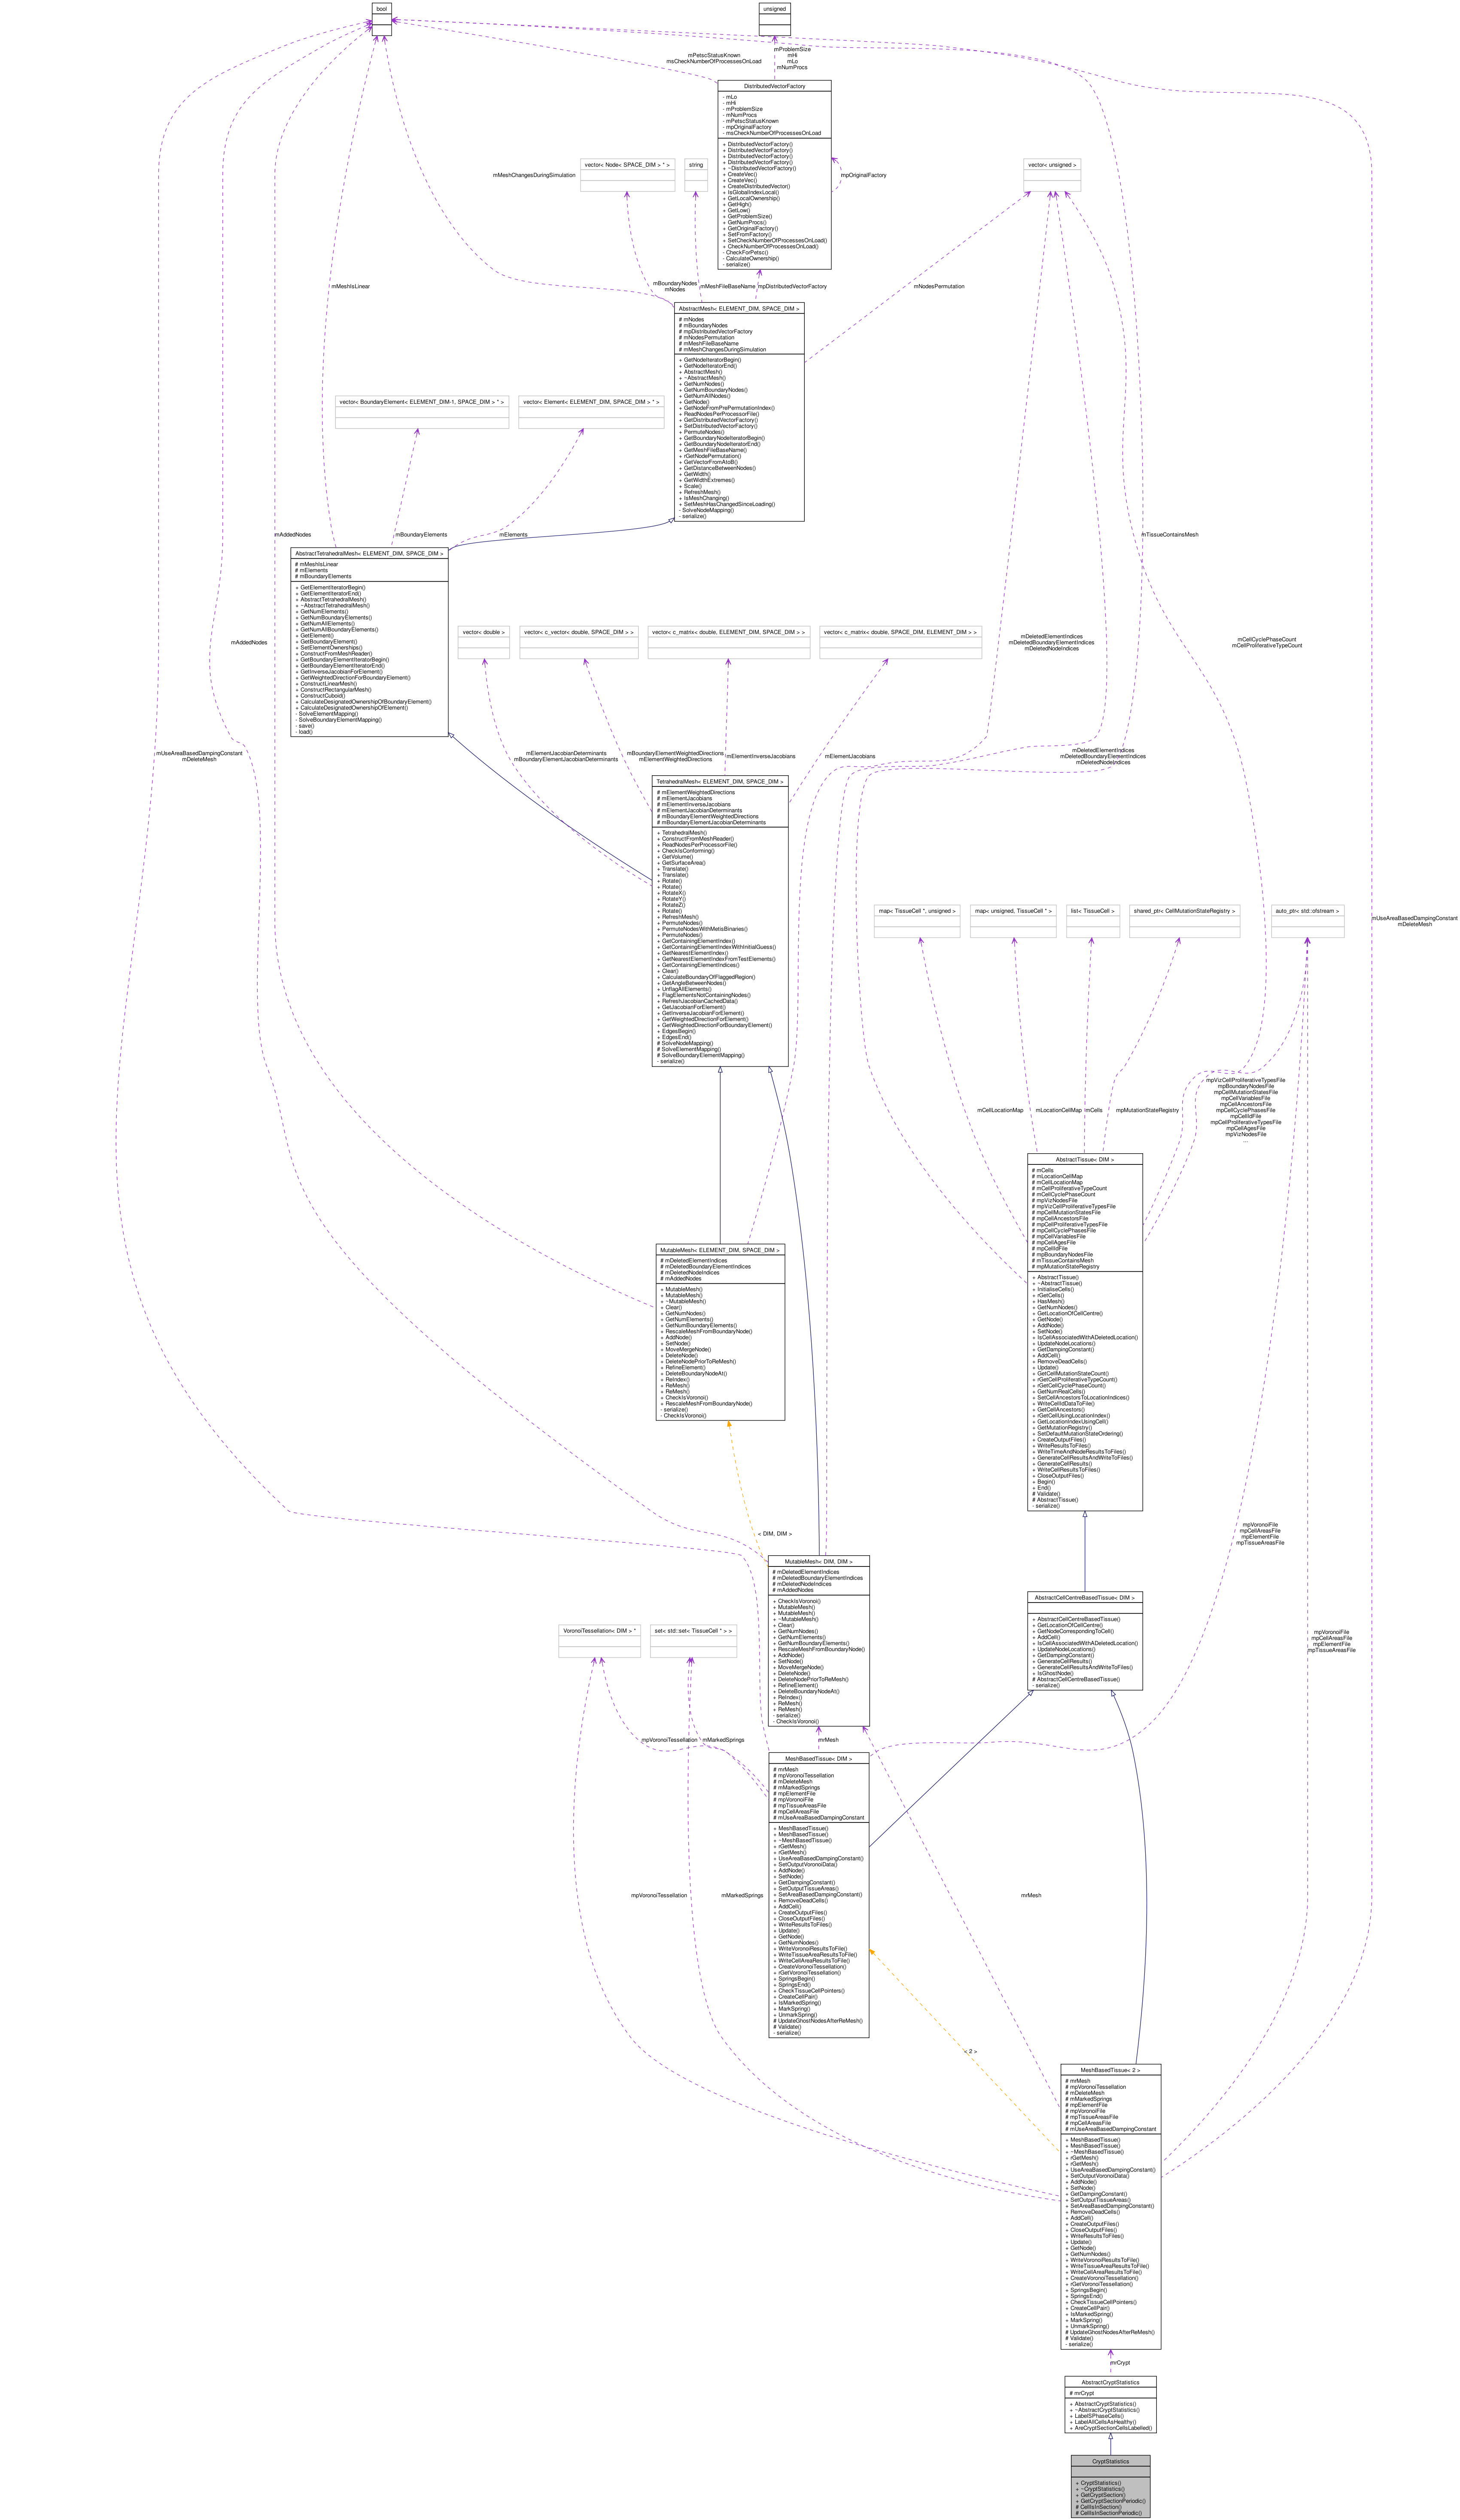 bool
unsigned
mPetscStatusKnown
msCheckNumberOfProcessesOnLoad
mProblemSize
mHi
mLo
mNumProcs
DistributedVectorFactory
- mLo
- mHi
- mProblemSize
- mNumProcs
- mPetscStatusKnown
- mpOriginalFactory
- msCheckNumberOfProcessesOnLoad
+ DistributedVectorFactory()
+ DistributedVectorFactory()
+ DistributedVectorFactory()
+ DistributedVectorFactory()
+ ~DistributedVectorFactory()
+ CreateVec()
+ CreateVec()
+ CreateDistributedVector()
+ IsGlobalIndexLocal()
+ GetLocalOwnership()
+ GetHigh()
+ GetLow()
+ GetProblemSize()
+ GetNumProcs()
+ GetOriginalFactory()
+ SetFromFactory()
+ SetCheckNumberOfProcessesOnLoad()
+ CheckNumberOfProcessesOnLoad()
- CheckForPetsc()
- CalculateOwnership()
- serialize()
mpOriginalFactory
mMeshChangesDuringSimulation
vector< Node< SPACE_DIM > * >
string
vector< unsigned >
mMeshIsLinear
mBoundaryNodes
mNodes
mMeshFileBaseName
mpDistributedVectorFactory
mNodesPermutation
AbstractMesh< ELEMENT_DIM, SPACE_DIM >
# mNodes
# mBoundaryNodes
# mpDistributedVectorFactory
# mNodesPermutation
# mMeshFileBaseName
# mMeshChangesDuringSimulation
+ GetNodeIteratorBegin()
+ GetNodeIteratorEnd()
+ AbstractMesh()
+ ~AbstractMesh()
+ GetNumNodes()
+ GetNumBoundaryNodes()
+ GetNumAllNodes()
+ GetNode()
+ GetNodeFromPrePermutationIndex()
+ ReadNodesPerProcessorFile()
+ GetDistributedVectorFactory()
+ SetDistributedVectorFactory()
+ PermuteNodes()
+ GetBoundaryNodeIteratorBegin()
+ GetBoundaryNodeIteratorEnd()
+ GetMeshFileBaseName()
+ rGetNodePermutation()
+ GetVectorFromAtoB()
+ GetDistanceBetweenNodes()
+ GetWidth()
+ GetWidthExtremes()
+ Scale()
+ RefreshMesh()
+ IsMeshChanging()
+ SetMeshHasChangedSinceLoading()
- SolveNodeMapping()
- serialize()
vector< BoundaryElement< ELEMENT_DIM-1, SPACE_DIM > * >
vector< Element< ELEMENT_DIM, SPACE_DIM > * >
mAddedNodes
mBoundaryElements
mElements
mTissueContainsMesh
AbstractTetrahedralMesh< ELEMENT_DIM, SPACE_DIM >
# mMeshIsLinear
# mElements
# mBoundaryElements
+ GetElementIteratorBegin()
+ GetElementIteratorEnd()
+ AbstractTetrahedralMesh()
+ ~AbstractTetrahedralMesh()
+ GetNumElements()
+ GetNumBoundaryElements()
+ GetNumAllElements()
+ GetNumAllBoundaryElements()
+ GetElement()
+ GetBoundaryElement()
+ SetElementOwnerships()
+ ConstructFromMeshReader()
+ GetBoundaryElementIteratorBegin()
+ GetBoundaryElementIteratorEnd()
+ GetInverseJacobianForElement()
+ GetWeightedDirectionForBoundaryElement()
+ ConstructLinearMesh()
+ ConstructRectangularMesh()
+ ConstructCuboid()
+ CalculateDesignatedOwnershipOfBoundaryElement()
+ CalculateDesignatedOwnershipOfElement()
- SolveElementMapping()
- SolveBoundaryElementMapping()
- save()
- load()
mAddedNodes
vector< double >
vector< c_vector< double, SPACE_DIM > >
vector< c_matrix< double, ELEMENT_DIM, SPACE_DIM > >
vector< c_matrix< double, SPACE_DIM, ELEMENT_DIM > >
mDeletedElementIndices
mDeletedBoundaryElementIndices
mDeletedNodeIndices
mCellCyclePhaseCount
mCellProliferativeTypeCount
mUseAreaBasedDampingConstant
mDeleteMesh
mElementJacobianDeterminants
mBoundaryElementJacobianDeterminants
mBoundaryElementWeightedDirections
mElementWeightedDirections
mElementInverseJacobians
mElementJacobians
mDeletedElementIndices
mDeletedBoundaryElementIndices
mDeletedNodeIndices
TetrahedralMesh< ELEMENT_DIM, SPACE_DIM >
# mElementWeightedDirections
# mElementJacobians
# mElementInverseJacobians
# mElementJacobianDeterminants
# mBoundaryElementWeightedDirections
# mBoundaryElementJacobianDeterminants
+ TetrahedralMesh()
+ ConstructFromMeshReader()
+ ReadNodesPerProcessorFile()
+ CheckIsConforming()
+ GetVolume()
+ GetSurfaceArea()
+ Translate()
+ Translate()
+ Rotate()
+ Rotate()
+ RotateX()
+ RotateY()
+ RotateZ()
+ Rotate()
+ RefreshMesh()
+ PermuteNodes()
+ PermuteNodesWithMetisBinaries()
+ PermuteNodes()
+ GetContainingElementIndex()
+ GetContainingElementIndexWithInitialGuess()
+ GetNearestElementIndex()
+ GetNearestElementIndexFromTestElements()
+ GetContainingElementIndices()
+ Clear()
+ CalculateBoundaryOfFlaggedRegion()
+ GetAngleBetweenNodes()
+ UnflagAllElements()
+ FlagElementsNotContainingNodes()
+ RefreshJacobianCachedData()
+ GetJacobianForElement()
+ GetInverseJacobianForElement()
+ GetWeightedDirectionForElement()
+ GetWeightedDirectionForBoundaryElement()
+ EdgesBegin()
+ EdgesEnd()
# SolveNodeMapping()
# SolveElementMapping()
# SolveBoundaryElementMapping()
- serialize()
map< TissueCell *, unsigned >
map< unsigned, TissueCell * >
list< TissueCell >
shared_ptr< CellMutationStateRegistry >
auto_ptr< std::ofstream >
mUseAreaBasedDampingConstant
mDeleteMesh
mCellLocationMap
mLocationCellMap
mCells
mpMutationStateRegistry
mpVizCellProliferativeTypesFile
mpBoundaryNodesFile
mpCellMutationStatesFile
mpCellVariablesFile
mpCellAncestorsFile
mpCellCyclePhasesFile
mpCellIdFile
mpCellProliferativeTypesFile
mpCellAgesFile
mpVizNodesFile
...
AbstractTissue< DIM >
# mCells
# mLocationCellMap
# mCellLocationMap
# mCellProliferativeTypeCount
# mCellCyclePhaseCount
# mpVizNodesFile
# mpVizCellProliferativeTypesFile
# mpCellMutationStatesFile
# mpCellAncestorsFile
# mpCellProliferativeTypesFile
# mpCellCyclePhasesFile
# mpCellVariablesFile
# mpCellAgesFile
# mpCellIdFile
# mpBoundaryNodesFile
# mTissueContainsMesh
# mpMutationStateRegistry
+ AbstractTissue()
+ ~AbstractTissue()
+ InitialiseCells()
+ rGetCells()
+ HasMesh()
+ GetNumNodes()
+ GetLocationOfCellCentre()
+ GetNode()
+ AddNode()
+ SetNode()
+ IsCellAssociatedWithADeletedLocation()
+ UpdateNodeLocations()
+ GetDampingConstant()
+ AddCell()
+ RemoveDeadCells()
+ Update()
+ GetCellMutationStateCount()
+ rGetCellProliferativeTypeCount()
+ rGetCellCyclePhaseCount()
+ GetNumRealCells()
+ SetCellAncestorsToLocationIndices()
+ WriteCellIdDataToFile()
+ GetCellAncestors()
+ rGetCellUsingLocationIndex()
+ GetLocationIndexUsingCell()
+ GetMutationRegistry()
+ SetDefaultMutationStateOrdering()
+ CreateOutputFiles()
+ WriteResultsToFiles()
+ WriteTimeAndNodeResultsToFiles()
+ GenerateCellResultsAndWriteToFiles()
+ GenerateCellResults()
+ WriteCellResultsToFiles()
+ CloseOutputFiles()
+ Begin()
+ End()
# Validate()
# AbstractTissue()
- serialize()
MutableMesh< ELEMENT_DIM, SPACE_DIM >
# mDeletedElementIndices
# mDeletedBoundaryElementIndices
# mDeletedNodeIndices
# mAddedNodes
+ MutableMesh()
+ MutableMesh()
+ ~MutableMesh()
+ Clear()
+ GetNumNodes()
+ GetNumElements()
+ GetNumBoundaryElements()
+ RescaleMeshFromBoundaryNode()
+ AddNode()
+ SetNode()
+ MoveMergeNode()
+ DeleteNode()
+ DeleteNodePriorToReMesh()
+ RefineElement()
+ DeleteBoundaryNodeAt()
+ ReIndex()
+ ReMesh()
+ ReMesh()
+ CheckIsVoronoi()
+ RescaleMeshFromBoundaryNode()
- serialize()
- CheckIsVoronoi()
< DIM, DIM >
mpVoronoiFile
mpCellAreasFile
mpElementFile
mpTissueAreasFile
MutableMesh< DIM, DIM >
# mDeletedElementIndices
# mDeletedBoundaryElementIndices
# mDeletedNodeIndices
# mAddedNodes
+ CheckIsVoronoi()
+ MutableMesh()
+ MutableMesh()
+ ~MutableMesh()
+ Clear()
+ GetNumNodes()
+ GetNumElements()
+ GetNumBoundaryElements()
+ RescaleMeshFromBoundaryNode()
+ AddNode()
+ SetNode()
+ MoveMergeNode()
+ DeleteNode()
+ DeleteNodePriorToReMesh()
+ RefineElement()
+ DeleteBoundaryNodeAt()
+ ReIndex()
+ ReMesh()
+ ReMesh()
- serialize()
- CheckIsVoronoi()
AbstractCellCentreBasedTissue< DIM >
+ AbstractCellCentreBasedTissue()
+ GetLocationOfCellCentre()
+ GetNodeCorrespondingToCell()
+ AddCell()
+ IsCellAssociatedWithADeletedLocation()
+ UpdateNodeLocations()
+ GetDampingConstant()
+ GenerateCellResults()
+ GenerateCellResultsAndWriteToFiles()
+ IsGhostNode()
# AbstractCellCentreBasedTissue()
- serialize()
VoronoiTessellation< DIM > *
set< std::set< TissueCell * > >
mpVoronoiFile
mpCellAreasFile
mpElementFile
mpTissueAreasFile
mpVoronoiTessellation
mMarkedSprings
mrMesh
MeshBasedTissue< DIM >
# mrMesh
# mpVoronoiTessellation
# mDeleteMesh
# mMarkedSprings
# mpElementFile
# mpVoronoiFile
# mpTissueAreasFile
# mpCellAreasFile
# mUseAreaBasedDampingConstant
+ MeshBasedTissue()
+ MeshBasedTissue()
+ ~MeshBasedTissue()
+ rGetMesh()
+ rGetMesh()
+ UseAreaBasedDampingConstant()
+ SetOutputVoronoiData()
+ AddNode()
+ SetNode()
+ GetDampingConstant()
+ SetOutputTissueAreas()
+ SetAreaBasedDampingConstant()
+ RemoveDeadCells()
+ AddCell()
+ CreateOutputFiles()
+ CloseOutputFiles()
+ WriteResultsToFiles()
+ Update()
+ GetNode()
+ GetNumNodes()
+ WriteVoronoiResultsToFile()
+ WriteTissueAreaResultsToFile()
+ WriteCellAreaResultsToFile()
+ CreateVoronoiTessellation()
+ rGetVoronoiTessellation()
+ SpringsBegin()
+ SpringsEnd()
+ CheckTissueCellPointers()
+ CreateCellPair()
+ IsMarkedSpring()
+ MarkSpring()
+ UnmarkSpring()
# UpdateGhostNodesAfterReMesh()
# Validate()
- serialize()
mpVoronoiTessellation
mMarkedSprings
mrMesh
< 2 >
MeshBasedTissue< 2 >
# mrMesh
# mpVoronoiTessellation
# mDeleteMesh
# mMarkedSprings
# mpElementFile
# mpVoronoiFile
# mpTissueAreasFile
# mpCellAreasFile
# mUseAreaBasedDampingConstant
+ MeshBasedTissue()
+ MeshBasedTissue()
+ ~MeshBasedTissue()
+ rGetMesh()
+ rGetMesh()
+ UseAreaBasedDampingConstant()
+ SetOutputVoronoiData()
+ AddNode()
+ SetNode()
+ GetDampingConstant()
+ SetOutputTissueAreas()
+ SetAreaBasedDampingConstant()
+ RemoveDeadCells()
+ AddCell()
+ CreateOutputFiles()
+ CloseOutputFiles()
+ WriteResultsToFiles()
+ Update()
+ GetNode()
+ GetNumNodes()
+ WriteVoronoiResultsToFile()
+ WriteTissueAreaResultsToFile()
+ WriteCellAreaResultsToFile()
+ CreateVoronoiTessellation()
+ rGetVoronoiTessellation()
+ SpringsBegin()
+ SpringsEnd()
+ CheckTissueCellPointers()
+ CreateCellPair()
+ IsMarkedSpring()
+ MarkSpring()
+ UnmarkSpring()
# UpdateGhostNodesAfterReMesh()
# Validate()
- serialize()
mrCrypt
AbstractCryptStatistics
# mrCrypt
+ AbstractCryptStatistics()
+ ~AbstractCryptStatistics()
+ LabelSPhaseCells()
+ LabelAllCellsAsHealthy()
+ AreCryptSectionCellsLabelled()
CryptStatistics
+ CryptStatistics()
+ ~CryptStatistics()
+ GetCryptSection()
+ GetCryptSectionPeriodic()
# CellIsInSection()
# CellIsInSectionPeriodic()